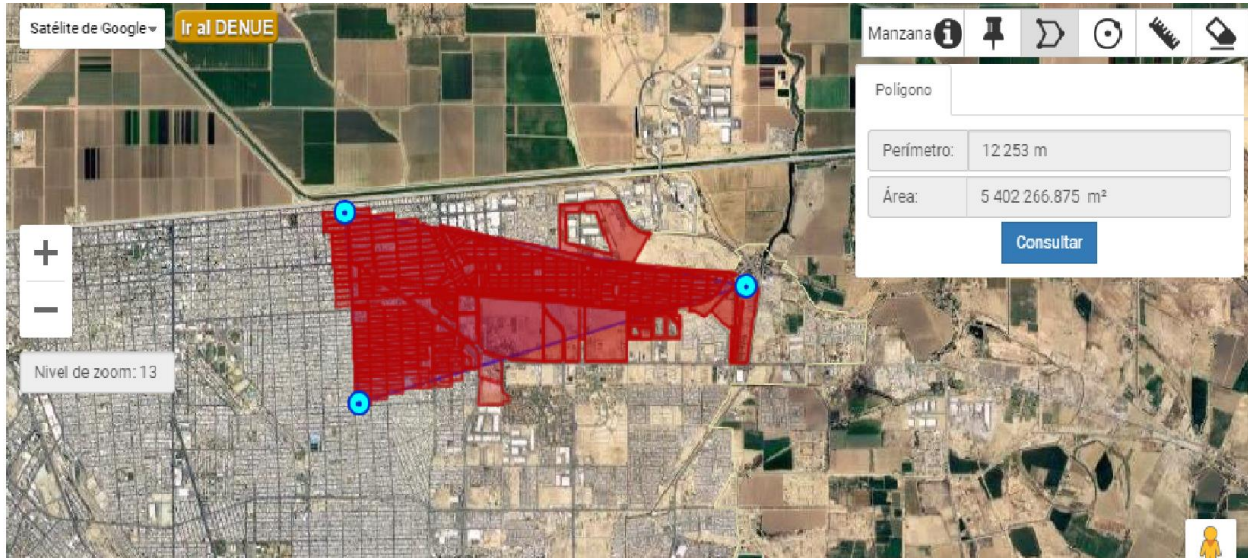 Satélite de Google
Ir al DENUE
Manzana
Polígono
Perímetro: 12 253 m
Área: 5 402 266.875 m²
Consultar
+
−
Nivel de zoom: 13